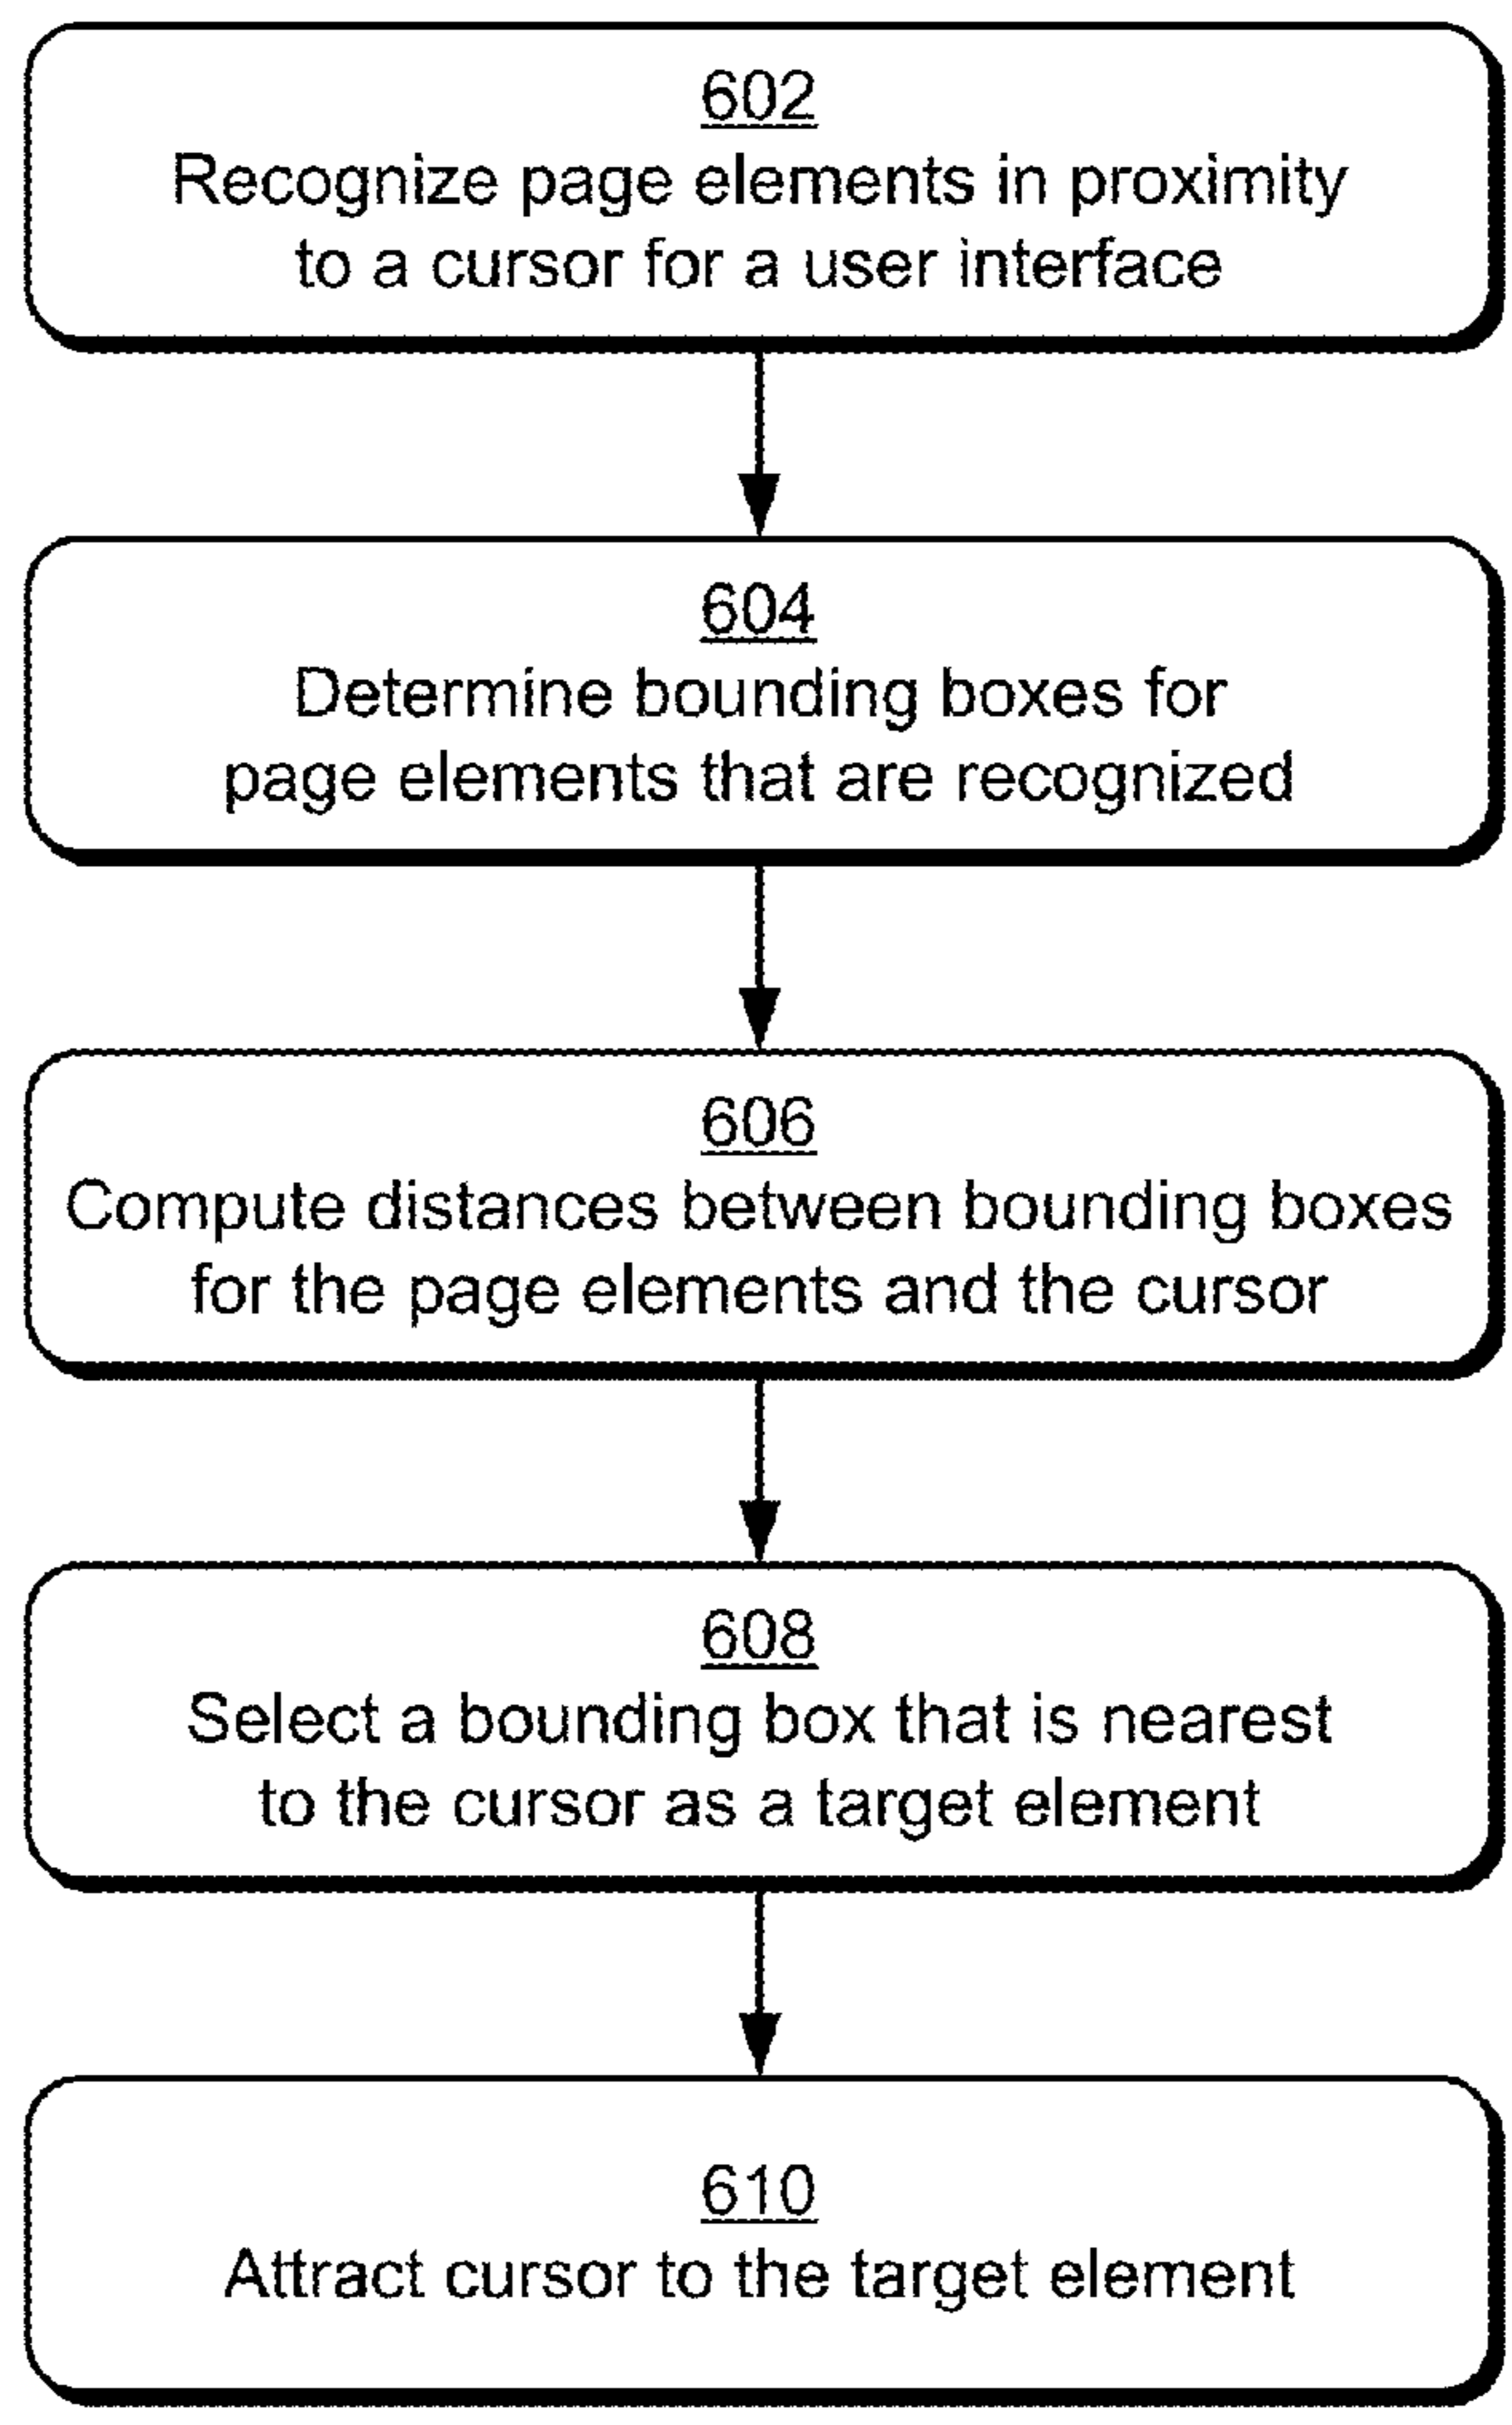 602
Recognize page elements in proximity
to a cursor for a user interface
604
Determine bounding boxes for
page elements that are recognized
606
Compute distances between bounding boxes
for the page elements and the cursor
608
Select a bounding box that is nearest
to the cursor as a target element
610
Attract cursor to the target element